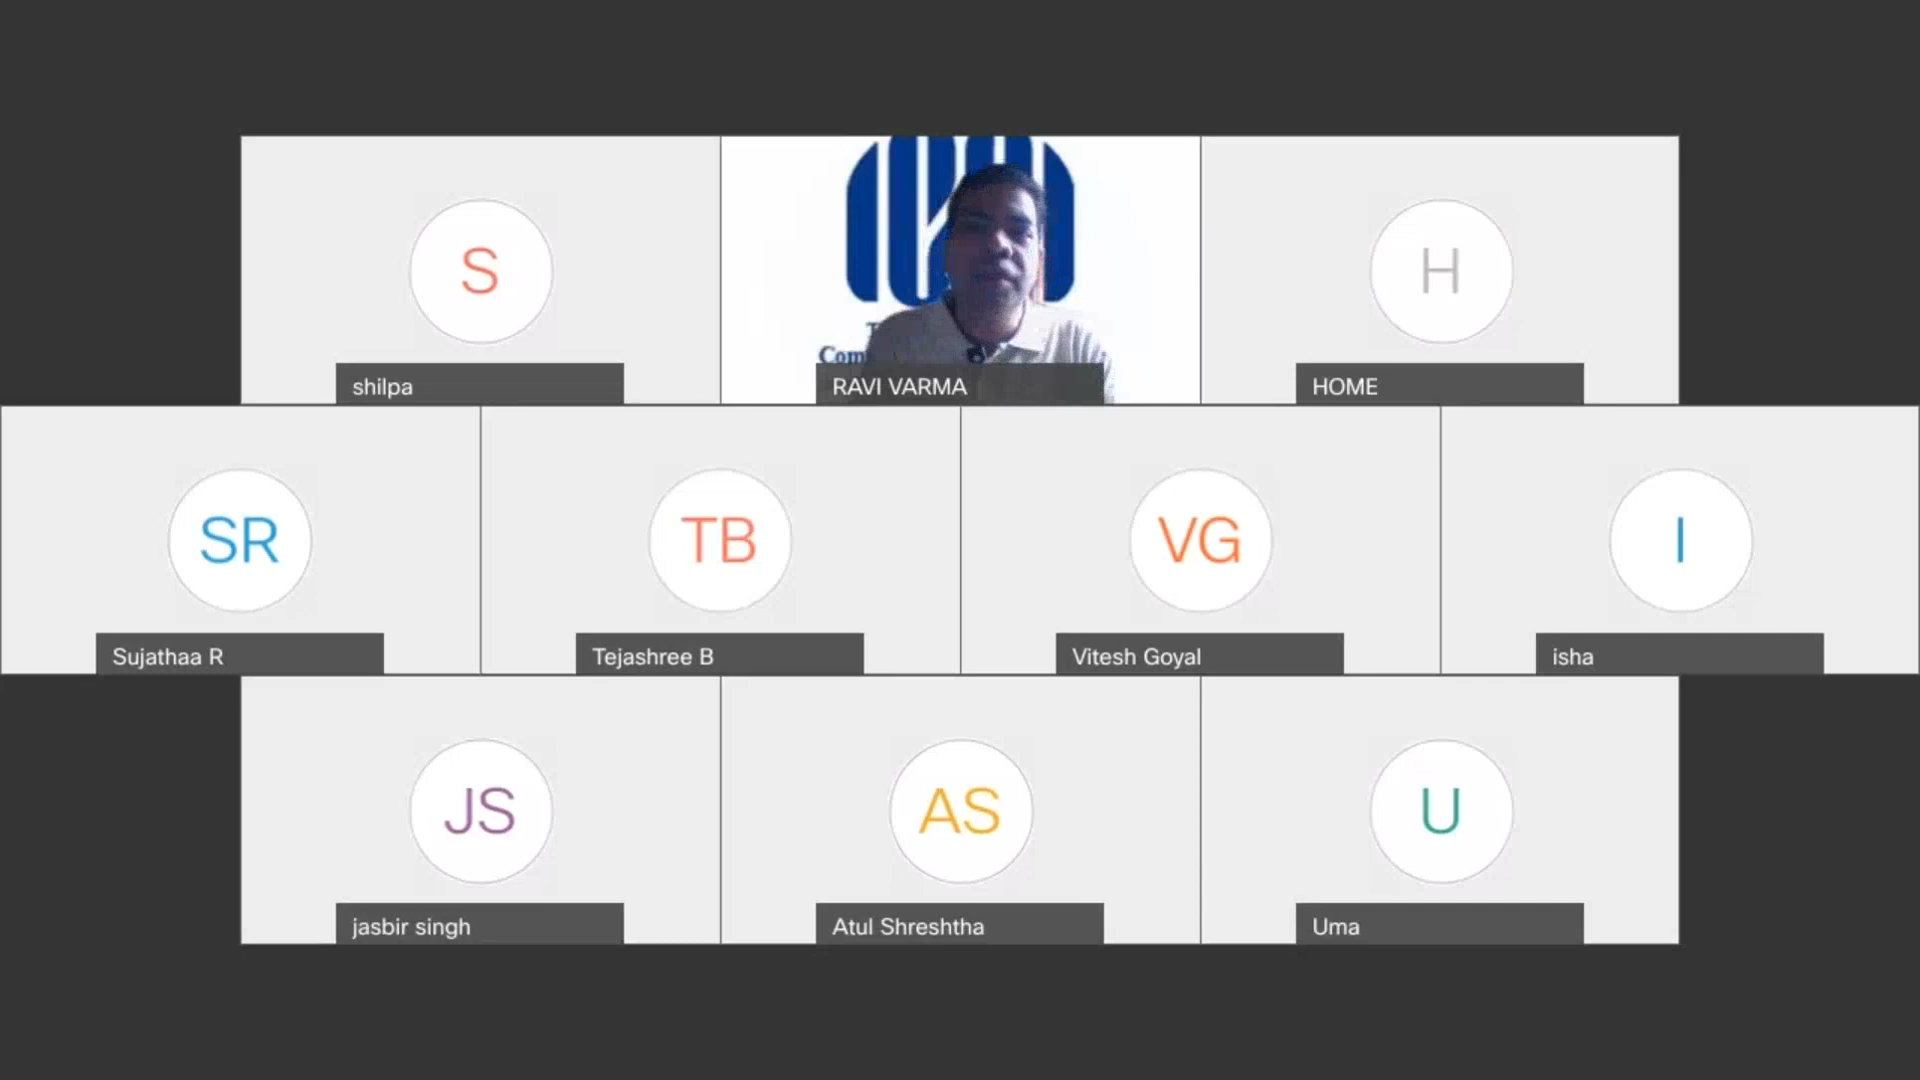 S
shilpa
Com
RAVI VARMA
H
HOME
SR
Sujathaa R
TB
Tejashree B
VG
Vitesh Goyal
I
isha
JS
jasbir singh
AS
Atul Shreshtha
U
Uma